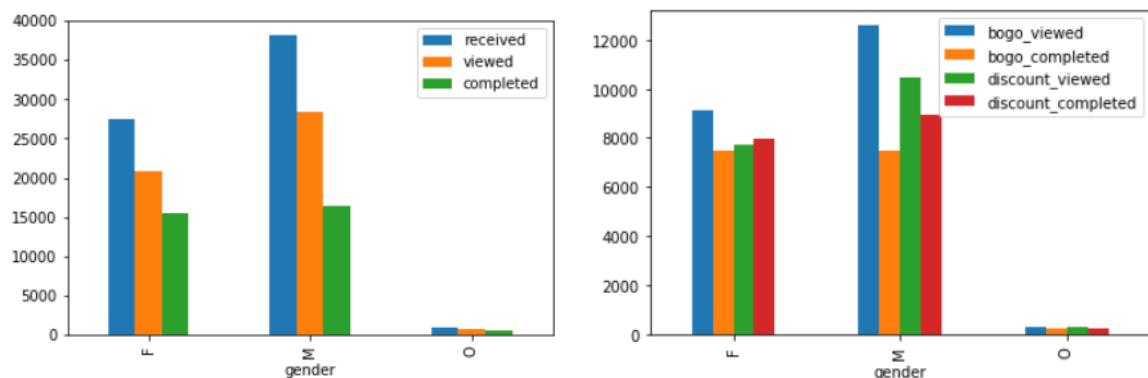 40000
35000
30000
25000
20000
15000
10000
5000
0
received
viewed
completed
F
M
O
gender
12000
10000
8000
6000
4000
2000
0
bogo_viewed
bogo_completed
discount_viewed
discount_completed
F
M
O
gender